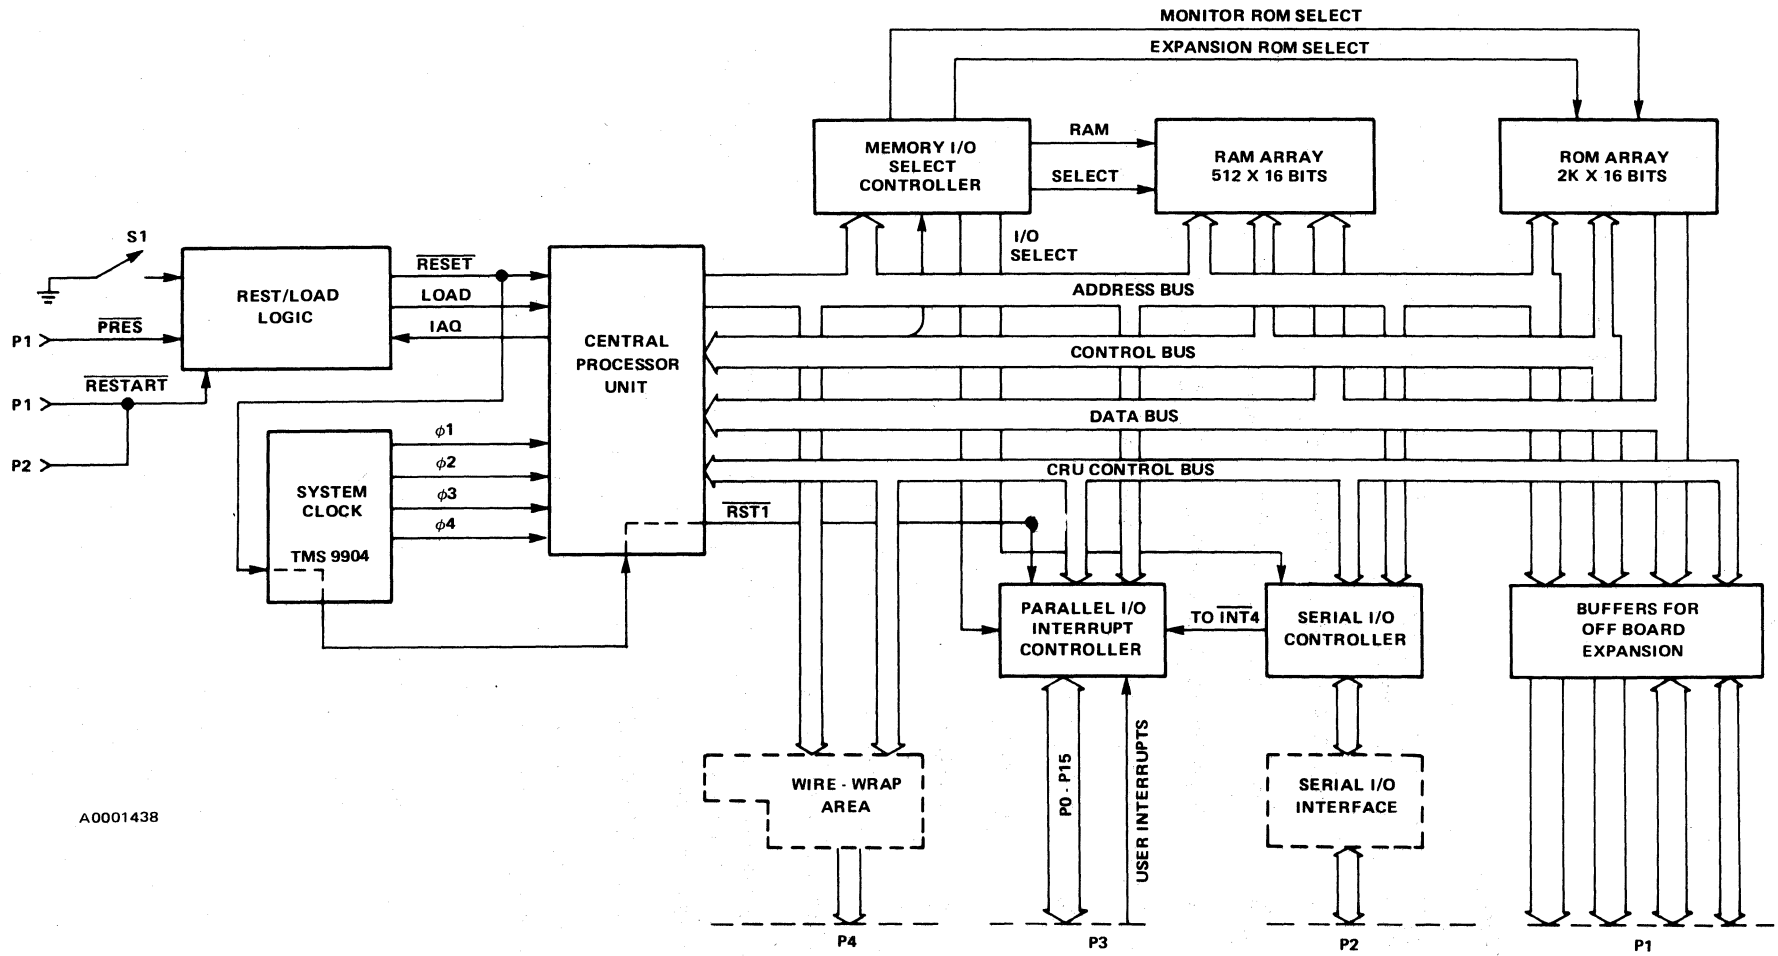 MONITOR ROM SELECT
EXPANSION ROM SELECT
MEMORY I/O
SELECT
CONTROLLER
RAM
SELECT
RAM ARRAY
512 X 16 BITS
ROM ARRAY
2K X 16 BITS
S1
I/O
SELECT
REST/LOAD
LOGIC
RESET
LOAD
IAQ
PRES
P1
RESTART
P1
P2
CENTRAL
PROCESSOR
UNIT
ADDRESS BUS
CONTROL BUS
DATA BUS
CRU CONTROL BUS
SYSTEM
CLOCK
TMS 9904
ϕ1
ϕ2
ϕ3
ϕ4
RST1
PARALLEL I/O
INTERRUPT
CONTROLLER
TO INT4
SERIAL I/O
CONTROLLER
BUFFERS FOR
OFF BOARD
EXPANSION
WIRE - WRAP
AREA
P0 - P15
USER INTERRUPTS
SERIAL I/O
INTERFACE
A0001438
P4
P3
P2
P1